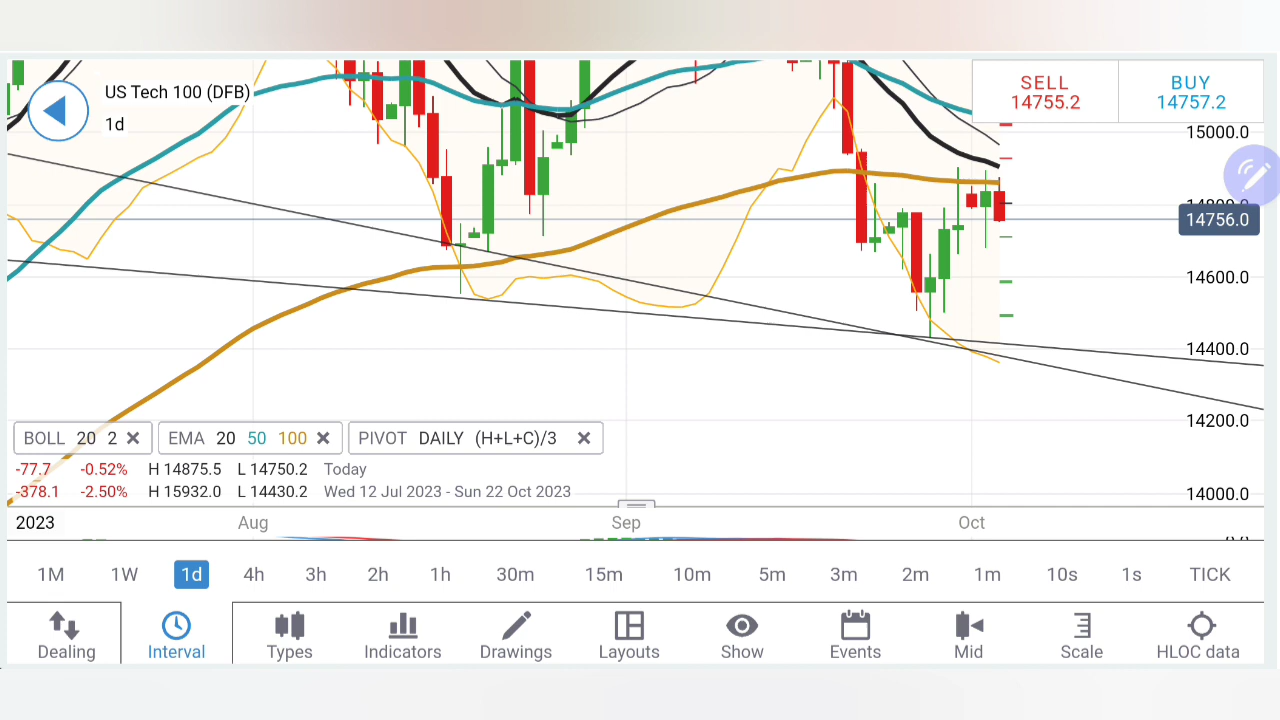 US Tech 100 (DFB)
1d
SELL
14755.2
BUY
14757.2
15000.0
14756.0
14600.0
14400.0
14200.0
14000.0
BOLL 20 2
EMA 20 50 100
PIVOT DAILY (H+L+C)/3
-77.7 -0.52% H 14875.5 L 14750.2 Today
-378.1 -2.50% H 15932.0 L 14430.2 Wed 12 Jul 2023 - Sun 22 Oct 2023
2023 Aug Sep Oct
1M 1W 1d 4h 3h 2h 1h 30m 15m 10m 5m 3m 2m 1m 10s 1s TICK
Dealing Interval Types Indicators Drawings Layouts Show Events Mid Scale HLOC data